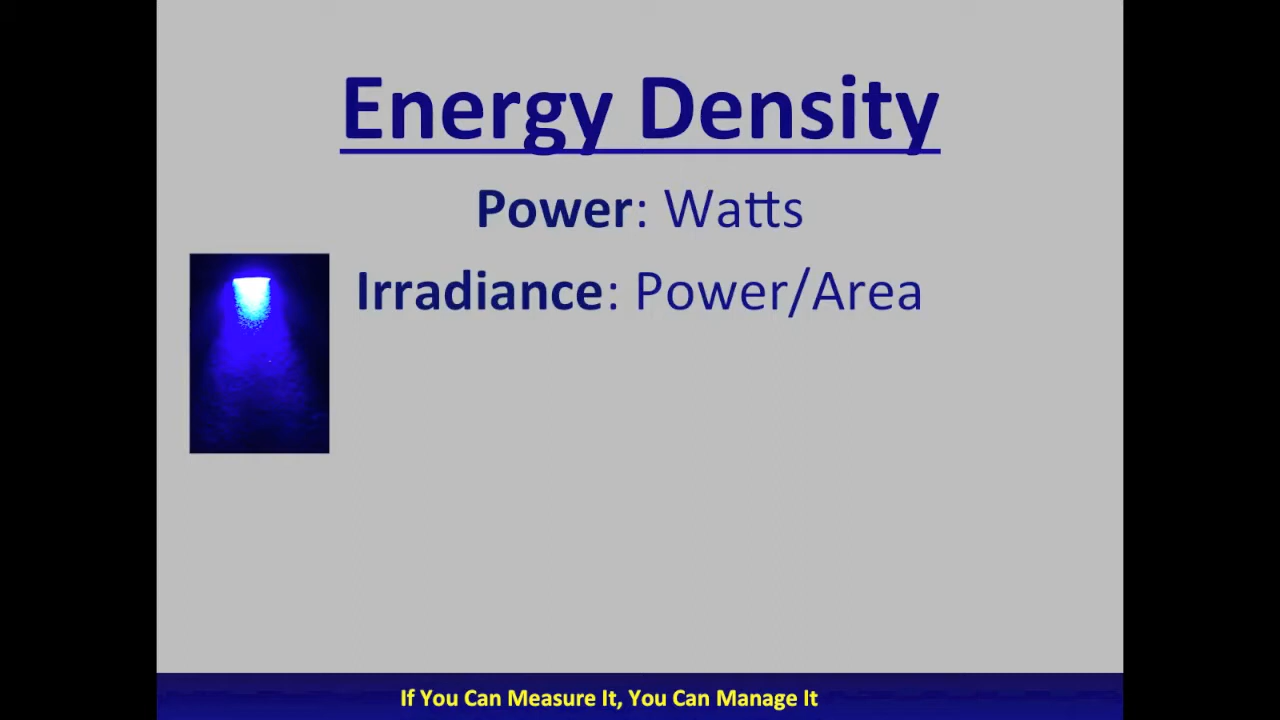 Energy Density
Power: Watts
Irradiance: Power/Area
If You Can Measure It, You Can Manage It